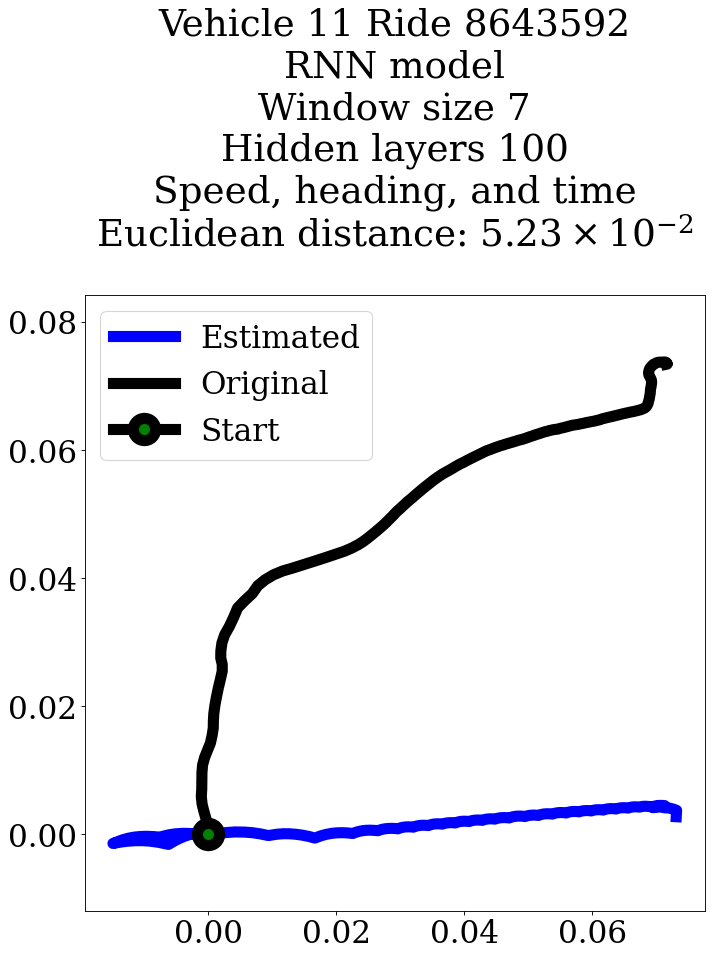 Vehicle 11 Ride 8643592
RNN model
Window size 7
Hidden layers 100
Speed, heading, and time
Euclidean distance: 5.23 × 10⁻²
Estimated
Original
Start
0.08
0.06
0.04
0.02
0.00
0.00 0.02 0.04 0.06